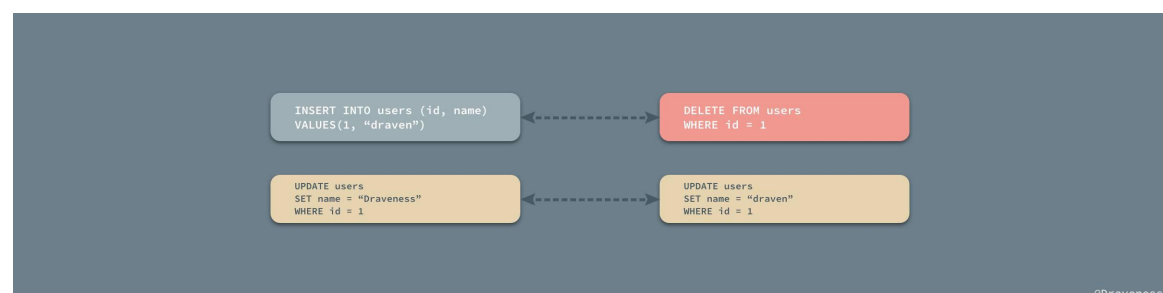 INSERT INTO users (id, name)
VALUES(1, “draven”)
DELETE FROM users
WHERE id = 1
UPDATE users
SET name = “Draveness”
WHERE id = 1
UPDATE users
SET name = “draven”
WHERE id = 1